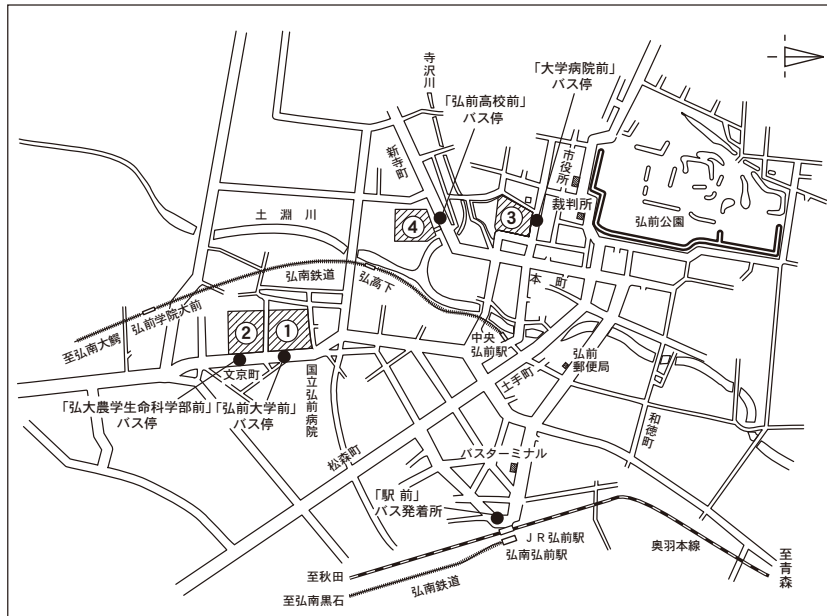 寺沢川
「大学病院前」
バス停
「弘前高校前」
バス停
新寺町
市役所
裁判所
弘前公園
③
④
土淵川
本町
弘南鉄道
弘高下
弘前学院大前
至弘南大鰐
②
①
中央
弘前駅
弘前
郵便局
文京町
国立弘前病院
土手町
和徳町
「弘大農学生命科学部前」
バス停
「弘前大学前」
バス停
松森町
バスターミナル
「駅前」
バス発着所
JR弘前駅
弘南弘前駅
奥羽本線
至青森
至秋田
弘南鉄道
至弘南黒石